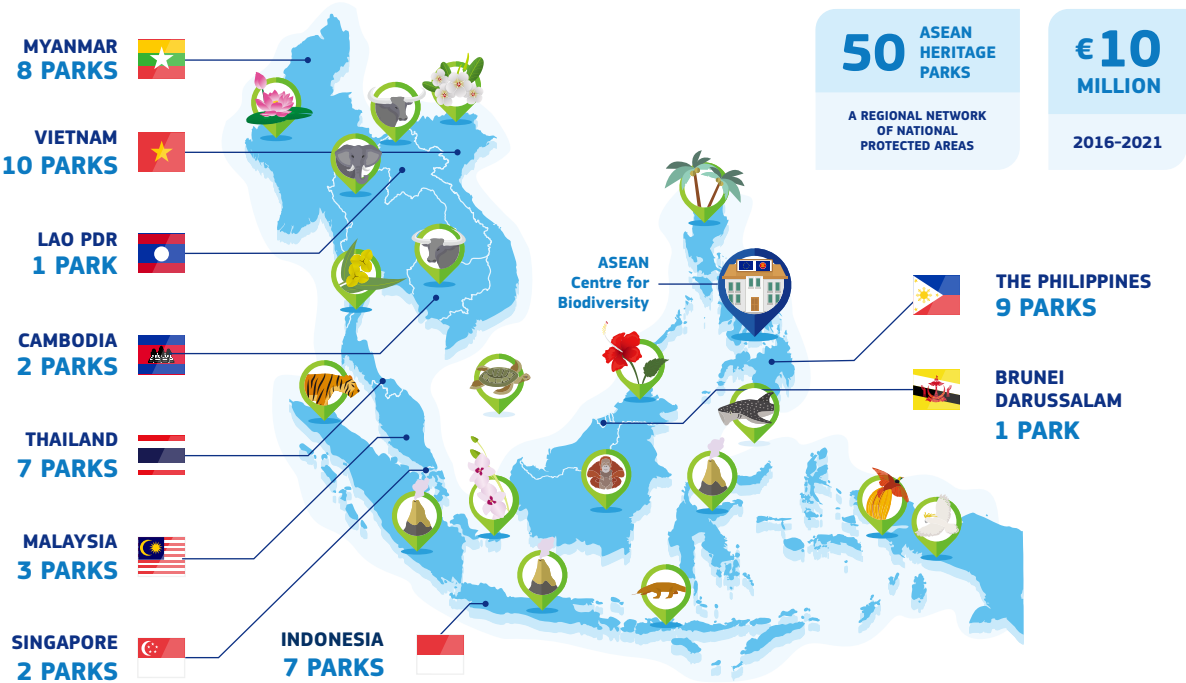 MYANMAR
8 PARKS
VIETNAM
10 PARKS
LAO PDR
1 PARK
CAMBODIA
2 PARKS
THAILAND
7 PARKS
MALAYSIA
3 PARKS
SINGAPORE
2 PARKS
INDONESIA
7 PARKS
ASEAN
Centre for
Biodiversity
50
ASEAN
HERITAGE
PARKS
A REGIONAL NETWORK
OF NATIONAL
PROTECTED AREAS
€10
MILLION
2016-2021
THE PHILIPPINES
9 PARKS
BRUNEI
DARUSSALAM
1 PARK